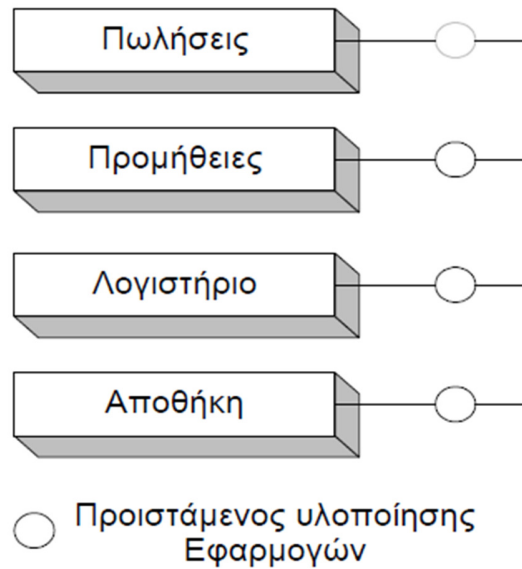 Πωλήσεις
Προμήθειες
Λογιστήριο
Αποθήκη
Προιστάμενος υλοποίησης
Εφαρμογών